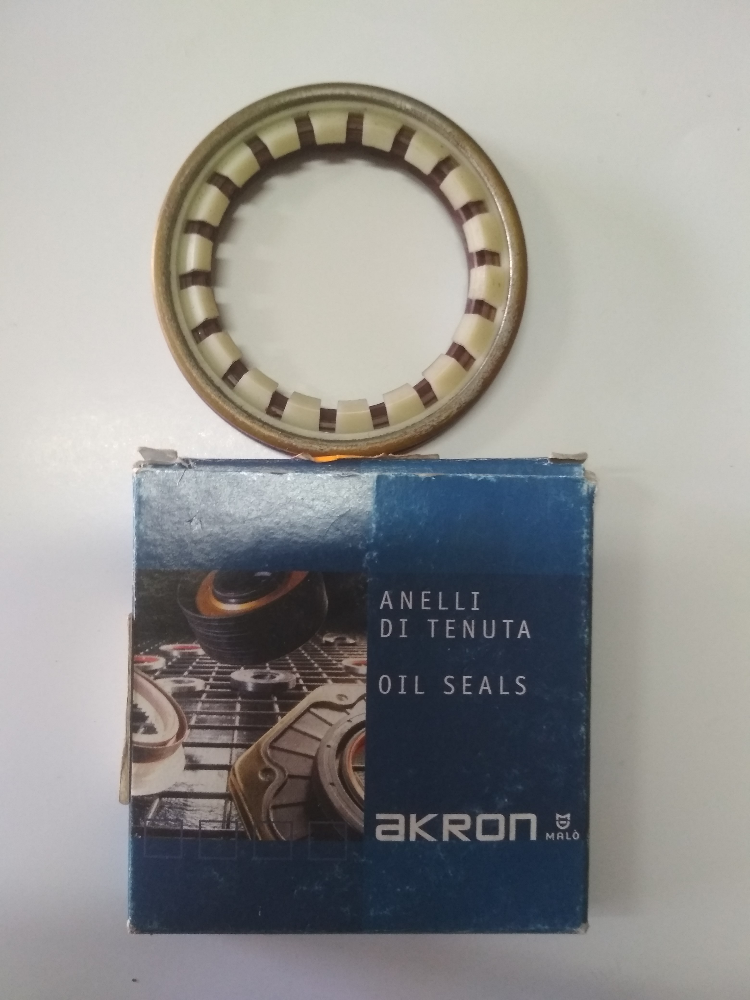 ANELLI
DI TENUTA
OIL SEALS
aKRON
MALÒ